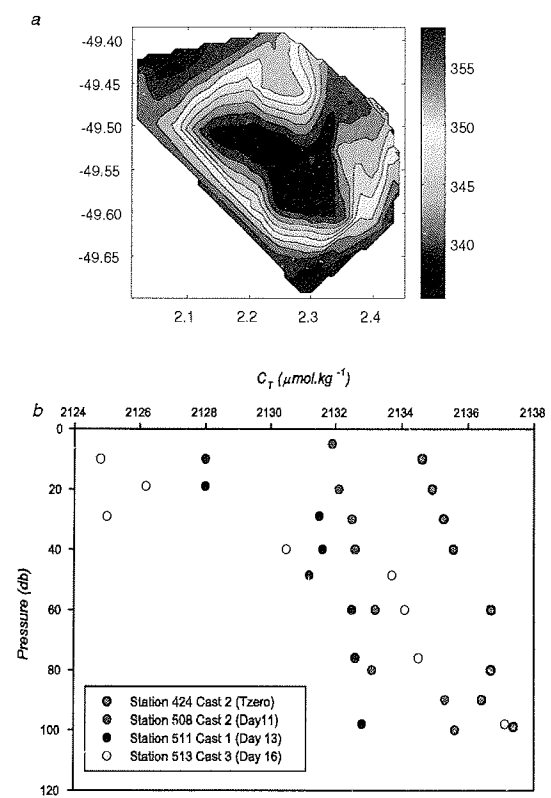 a
-49.40
-49.45
-49.50
-49.55
-49.60
-49.65
2.1 2.2 2.3 2.4
355
350
345
340
C_T (μmol.kg⁻¹)
b
2124 2126 2128 2130 2132 2134 2136 2138
0
20
40
60
80
100
120
Pressure (db)
Station 424 Cast 2 (Tzero)
Station 508 Cast 2 (Day11)
Station 511 Cast 1 (Day 13)
Station 513 Cast 3 (Day 16)